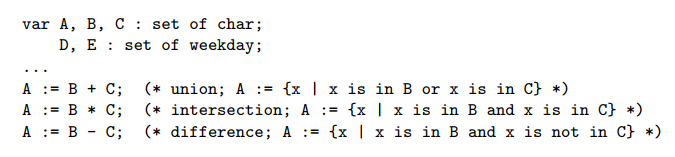 var A, B, C : set of char;
    D, E : set of weekday;
...
A := B + C;  (* union; A := {x | x is in B or x is in C} *)
A := B * C;  (* intersection; A := {x | x is in B and x is in C} *)
A := B - C;  (* difference; A := {x | x is in B and x is not in C} *)